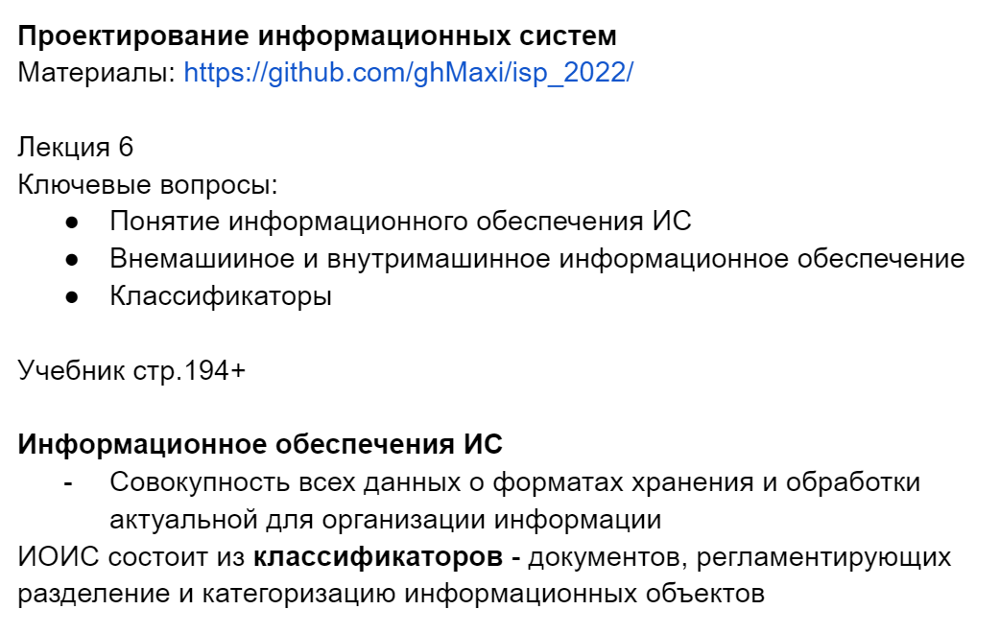 Проектирование информационных систем
Материалы: https://github.com/ghMaxi/isp_2022/
Лекция 6
Ключевые вопросы:
● Понятие информационного обеспечения ИС
● Внемашииное и внутримашинное информационное обеспечение
● Классификаторы
Учебник стр.194+
Информационное обеспечения ИС
- Совокупность всех данных о форматах хранения и обработки
актуальной для организации информации
ИОИС состоит из классификаторов - документов, регламентирующих
разделение и категоризацию информационных объектов